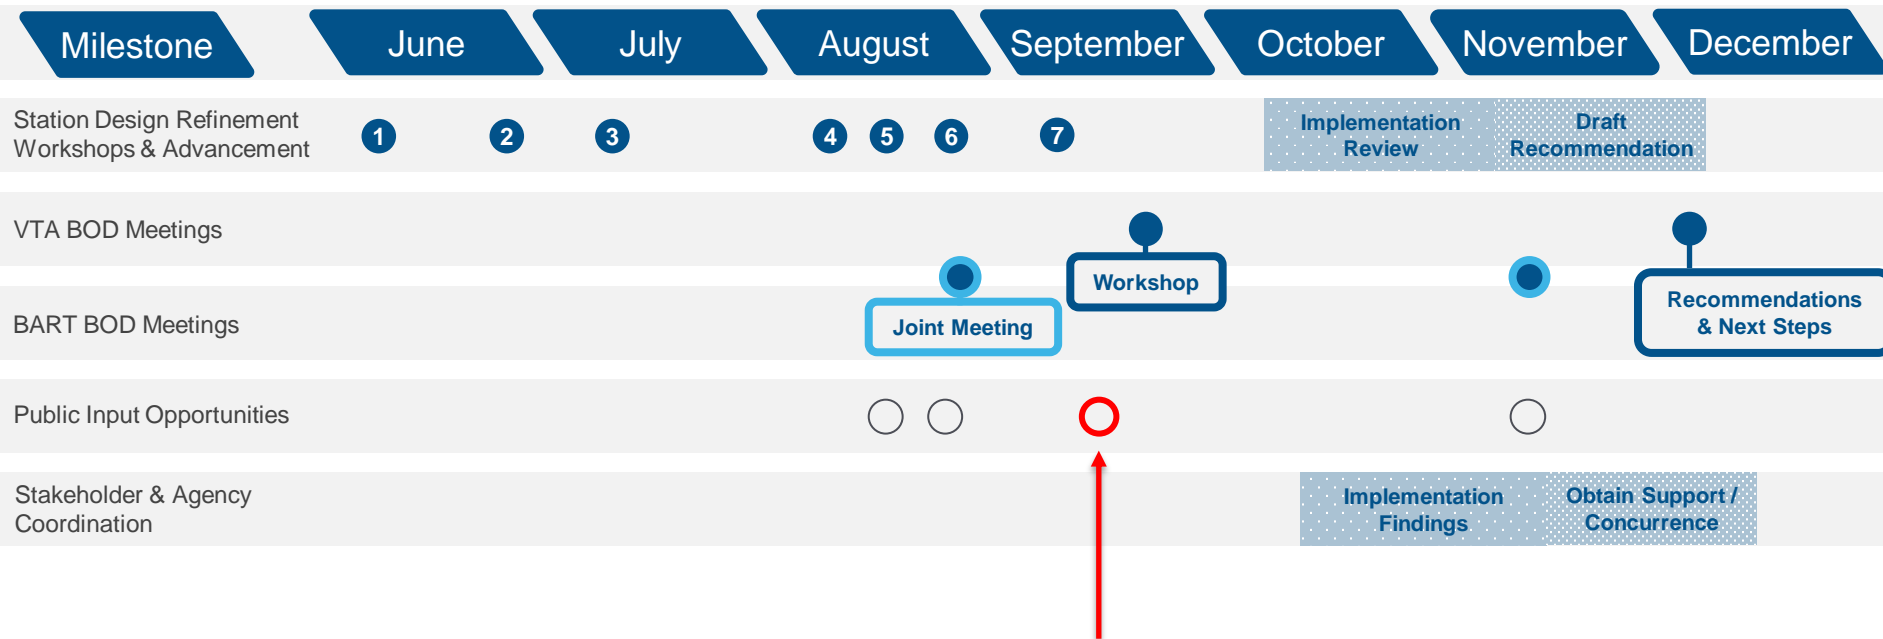 Milestone
June
July
August
September
October
November
December
Station Design Refinement
Workshops & Advancement
1
2
3
4
5
6
7
Implementation
Review
Draft
Recommendation
VTA BOD Meetings
Workshop
BART BOD Meetings
Joint Meeting
Recommendations
& Next Steps
Public Input Opportunities
Stakeholder & Agency
Coordination
Implementation
Findings
Obtain Support /
Concurrence